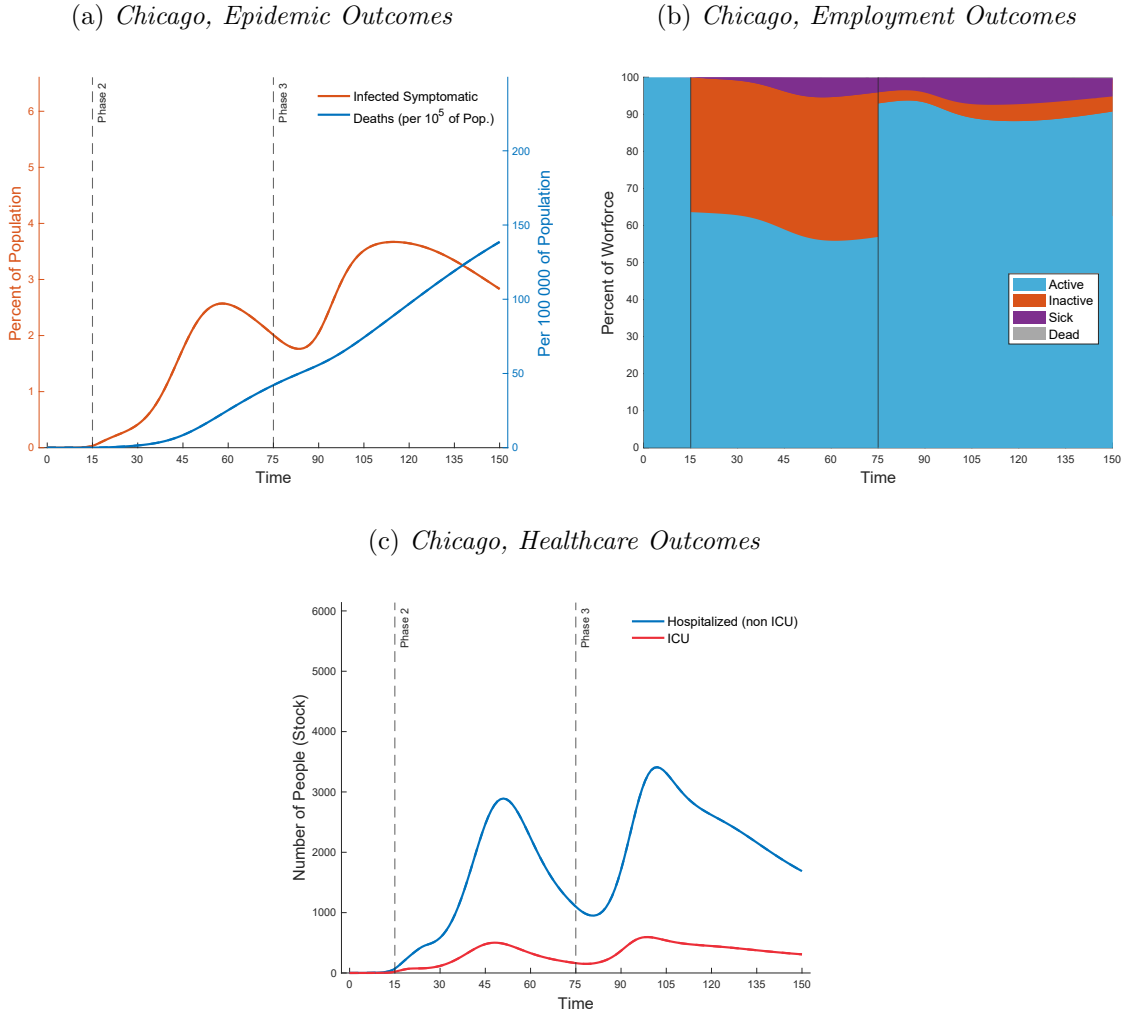 (a) Chicago, Epidemic Outcomes
Phase 2
Phase 3
Infected Symptomatic
Deaths (per 10⁵ of Pop.)
Percent of Population
0
1
2
3
4
5
6
Per 100 000 of Population
0
50
100
150
200
0 15 30 45 60 75 90 105 120 135 150
Time
(b) Chicago, Employment Outcomes
Percent of Worforce
100
90
80
70
60
50
40
30
20
10
0
Active
Inactive
Sick
Dead
0 15 30 45 60 75 90 105 120 135 150
Time
(c) Chicago, Healthcare Outcomes
Phase 2
Phase 3
Hospitalized (non ICU)
ICU
Number of People (Stock)
6000
5000
4000
3000
2000
1000
0
0 15 30 45 60 75 90 105 120 135 150
Time